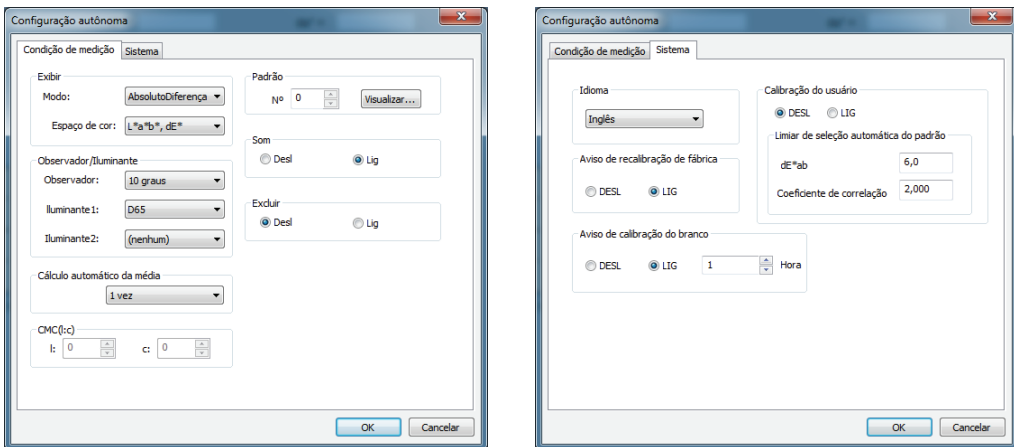 Configuração autônoma
Condição de medição Sistema
Exibir
Modo: AbsolutoDiferença
Espaço de cor: L*a*b*, dE*
Observador/Iluminante
Observador: 10 graus
lluminante1: D65
Iluminante2: (nenhum)
Cálculo automático da média
1 vez
CMC(l:c)
l: 0 c: 0
Padrão
Nº 0 Visualizar...
Som
Desl Lig
Excluir
Desl Lig
OK Cancelar
Configuração autônoma
Condição de medição Sistema
Idioma
Inglês
Aviso de recalibração de fábrica
DESL LIG
Aviso de calibração do branco
DESL LIG 1 Hora
Calibração do usuário
DESL LIG
Limiar de seleção automática do padrão
dE*ab 6,0
Coeficiente de correlação 2,000
OK Cancelar